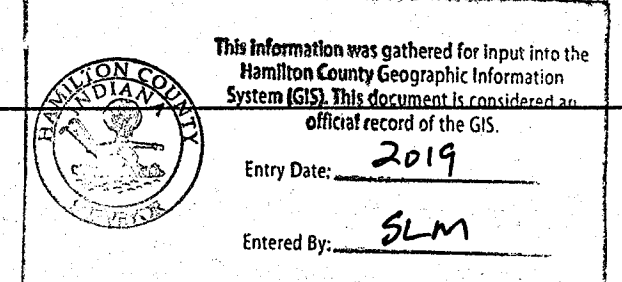 This information was gathered for input into the
Hamilton County Geographic Information
System (GIS). This document is considered an
official record of the GIS.
HAMILTON COUNTY
INDIANA
Entry Date: 2019
Entered By: SLM